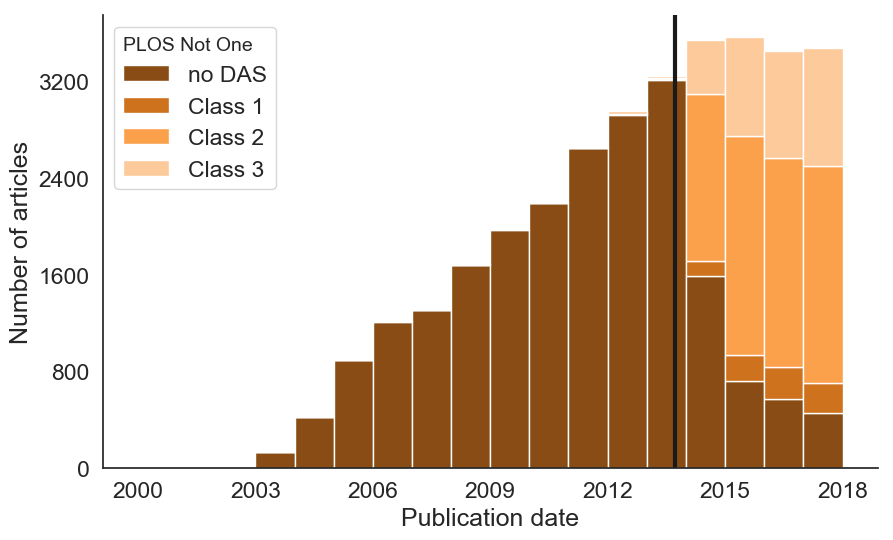 PLOS Not One
no DAS
Class 1
Class 2
Class 3
Number of articles
3200
2400
1600
800
0
2000 2003 2006 2009 2012 2015 2018
Publication date